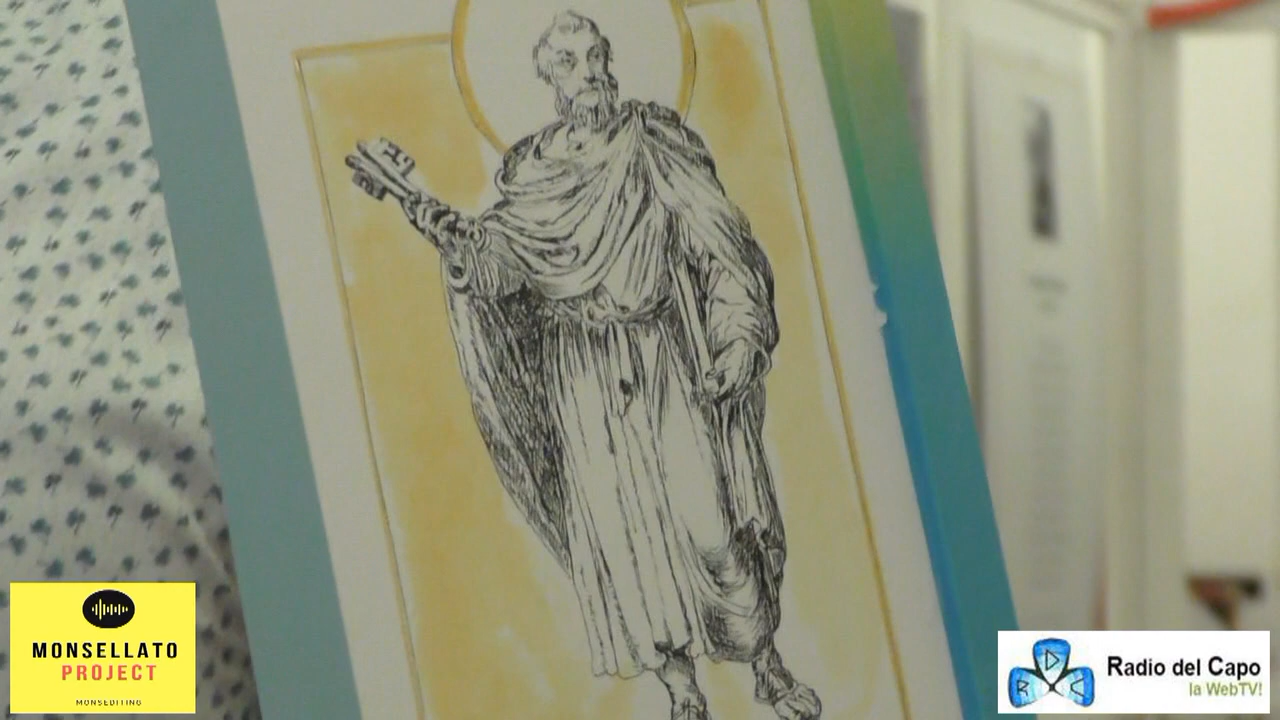 MONSELLATO
PROJECT
MONSEDITING
R D C
Radio del Capo
la WebTV!